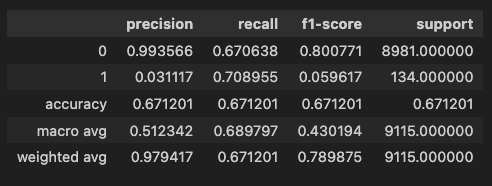 precision recall f1-score support
0 0.993566 0.670638 0.800771 8981.000000
1 0.031117 0.708955 0.059617 134.000000
accuracy 0.671201 0.671201 0.671201 0.671201
macro avg 0.512342 0.689797 0.430194 9115.000000
weighted avg 0.979417 0.671201 0.789875 9115.000000